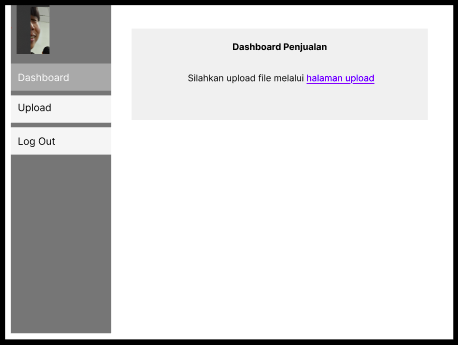 Dashboard
Upload
Log Out
Dashboard Penjualan
Silahkan upload file melalui halaman upload